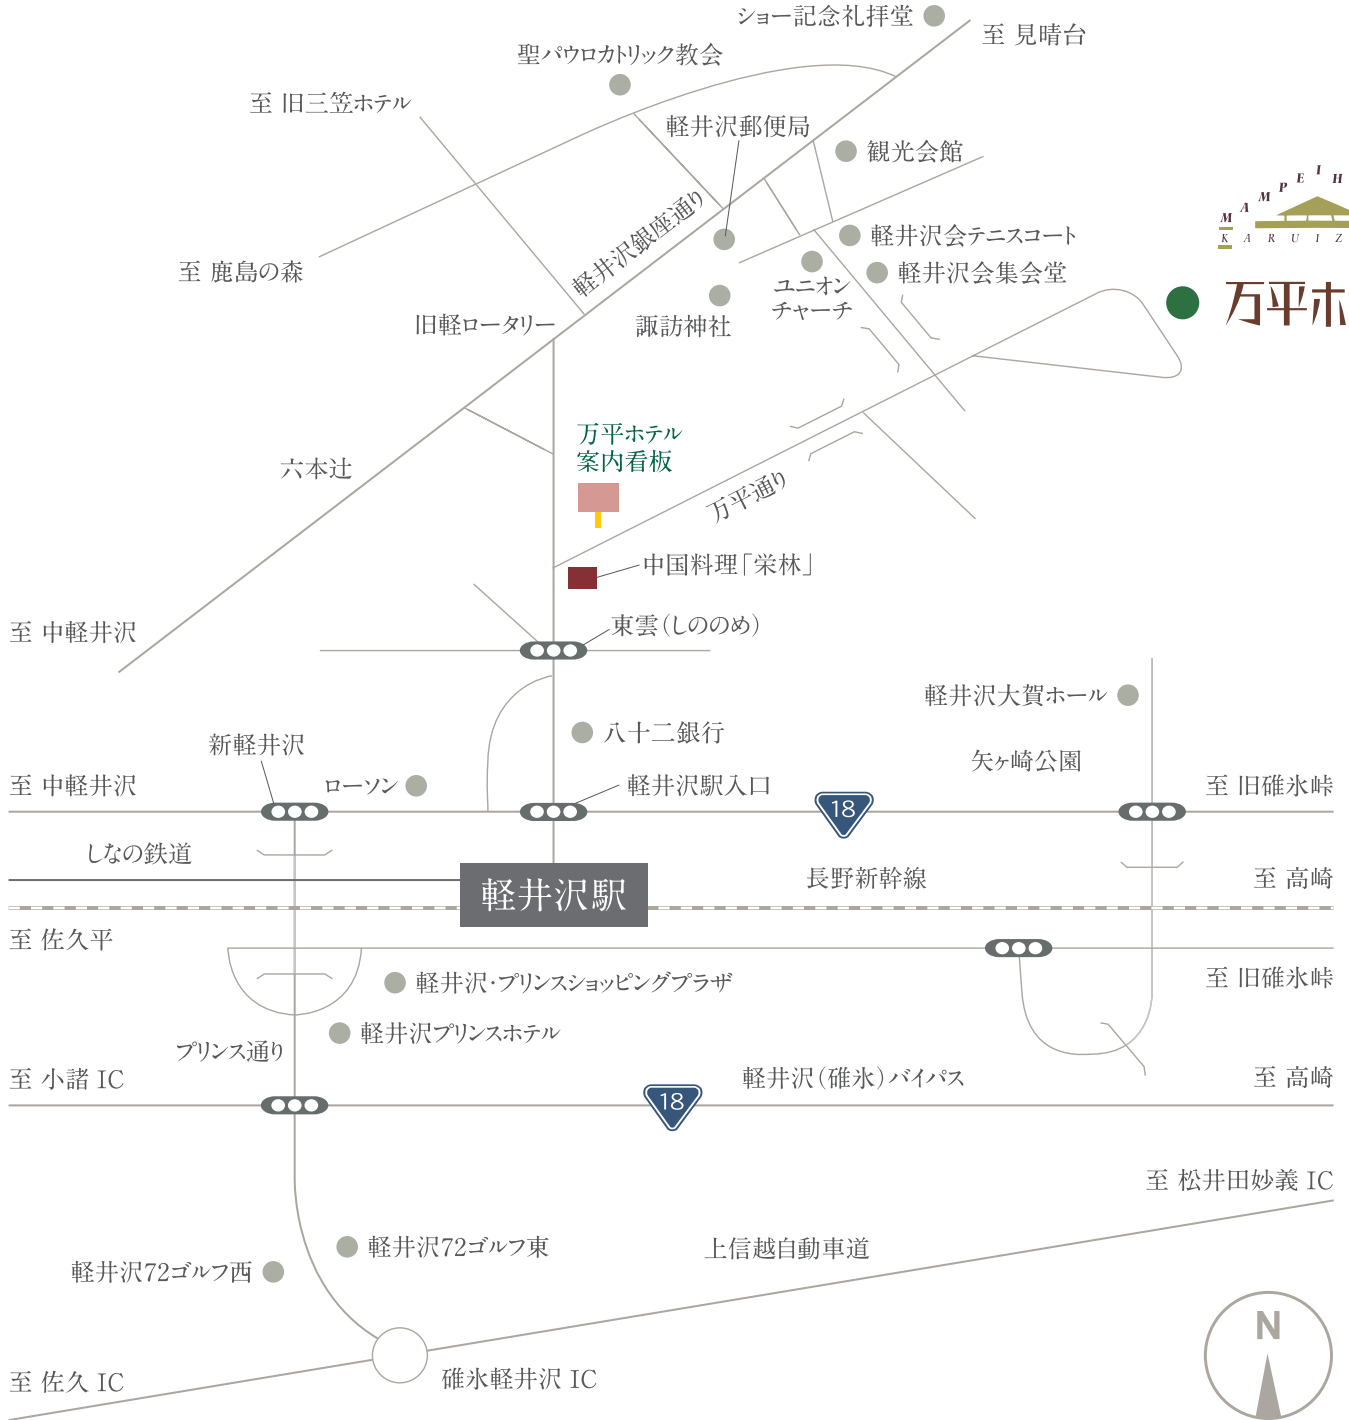 ショー記念礼拝堂
至 見晴台
聖パウロカトリック教会
至 旧三笠ホテル
軽井沢郵便局
観光会館
MAMPEIH
KARUIZ
軽井沢銀座通り
軽井沢会テニスコート
至 鹿島の森
軽井沢会集会堂
ユニオン
チャーチ
万平ホ
旧軽ロータリー
諏訪神社
万平ホテル
案内看板
六本辻
万平通り
中国料理「栄林」
至 中軽井沢
東雲(しののめ)
軽井沢大賀ホール
八十二銀行
新軽井沢
矢ヶ崎公園
至 中軽井沢
ローソン
軽井沢駅入口
18
至 旧碓氷峠
しなの鉄道
軽井沢駅
長野新幹線
至 高崎
至 佐久平
軽井沢・プリンスショッピングプラザ
至 旧碓氷峠
軽井沢プリンスホテル
プリンス通り
至 小諸 IC
軽井沢(碓氷)バイパス
至 高崎
18
至 松井田妙義 IC
軽井沢72ゴルフ東
上信越自動車道
軽井沢72ゴルフ西
N
至 佐久 IC
碓氷軽井沢 IC